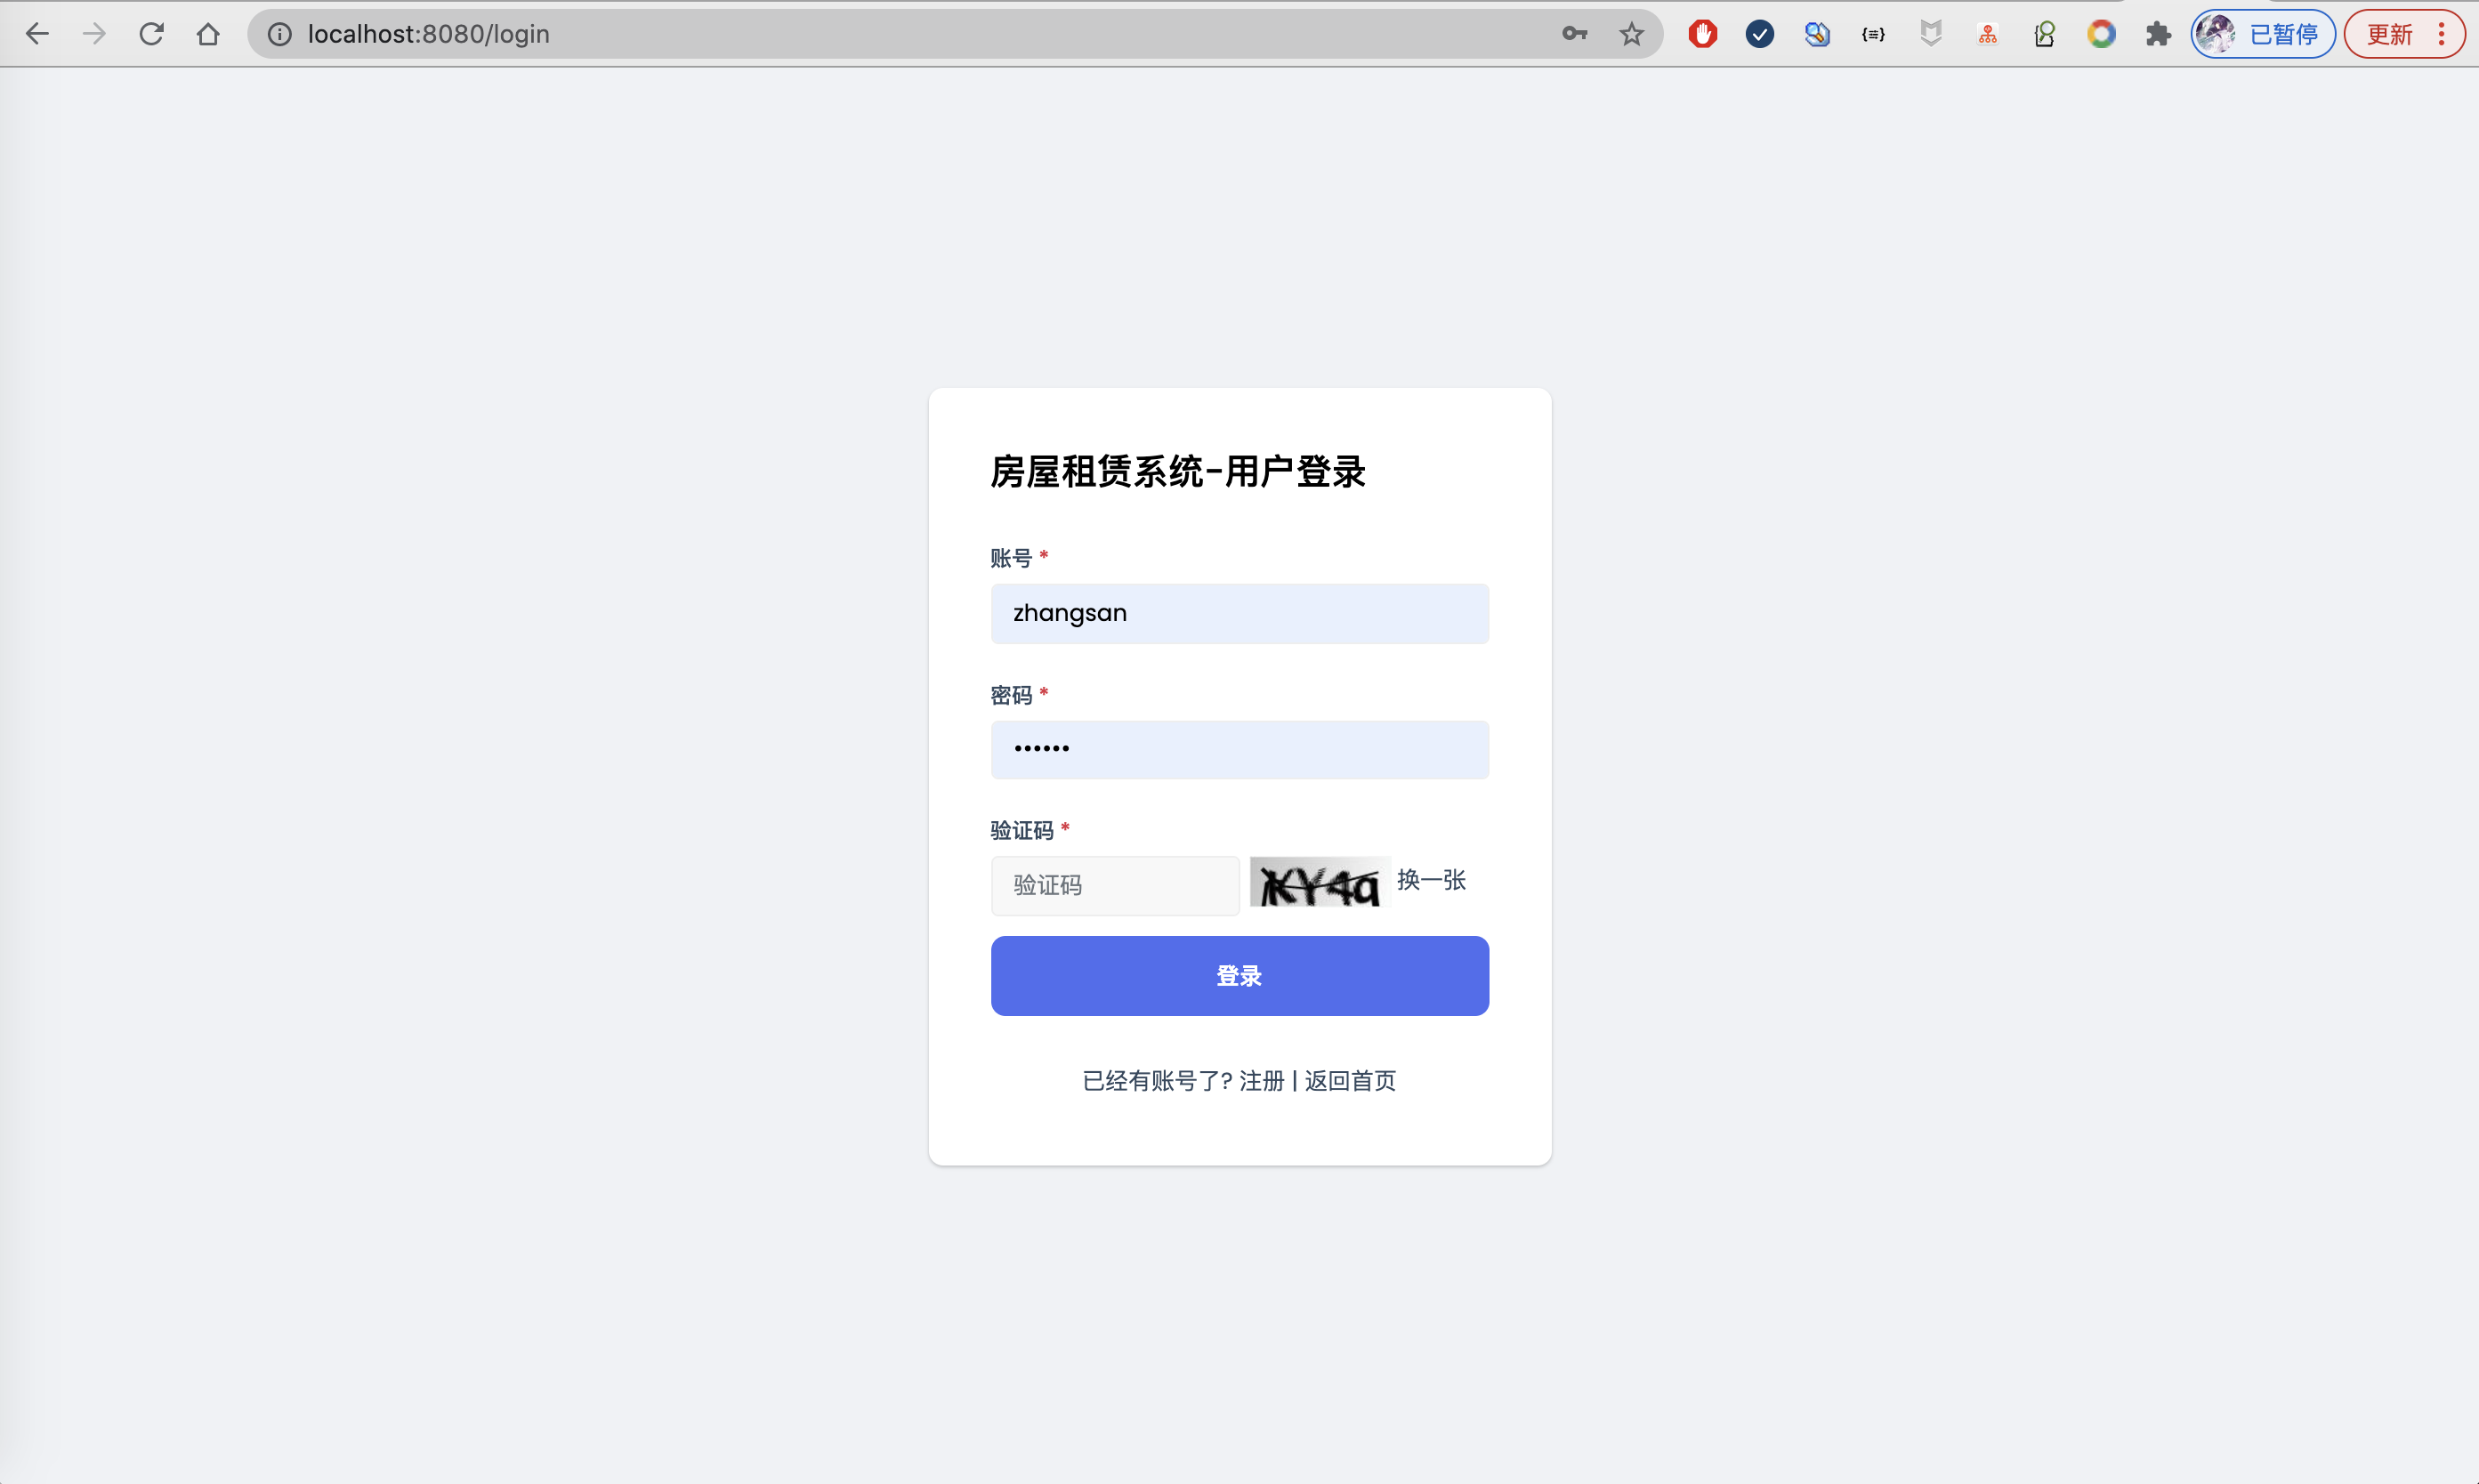 localhost:8080/login
已暂停
更新
房屋租赁系统-用户登录
账号 *
zhangsan
密码 *
••••••
验证码 *
验证码
KY4a
换一张
登录
已经有账号了? 注册 | 返回首页